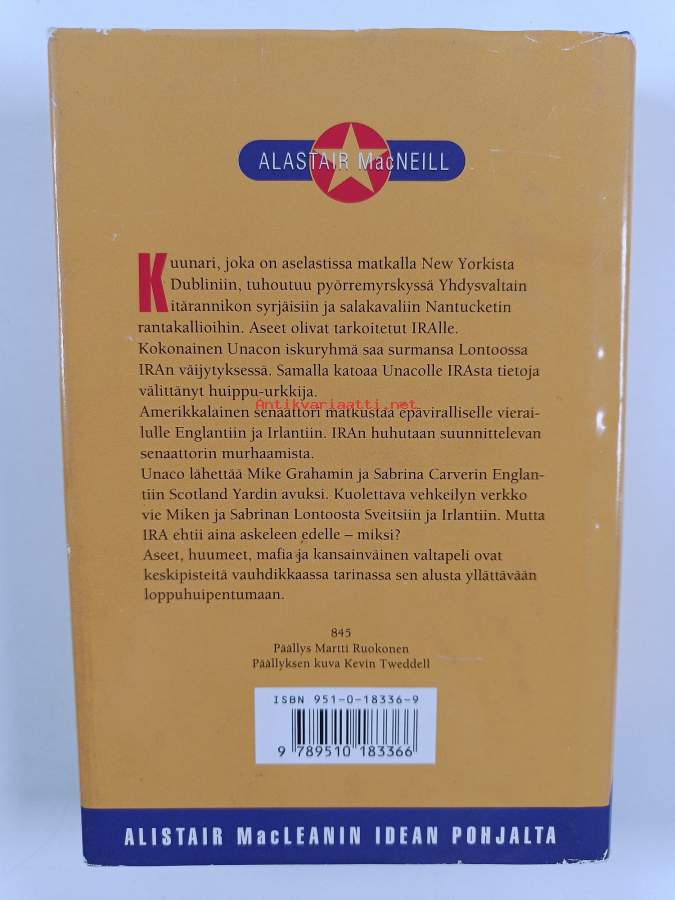 ALASTAIR MacNEILL
Kuunari, joka on aselastissa matkalla New Yorkista
Dubliniin, tuhoutuu pyörremyrskyssä Yhdysvaltain
itärannikon syrjäisiin ja salakavaliin Nantucketin
rantakallioihin. Aseet olivat tarkoitetut IRAlle.
Kokonainen Unacon iskuryhmä saa surmansa Lontoossa
IRAn väijytyksessä. Samalla katoaa Unacolle IRAsta tietoja
välittänyt huippu-urkkija.
Antikvariaatti.net
Amerikkalainen senaattori matkustaa epäviralliselle vierai-
lulle Englantiin ja Irlantiin. IRAn huhutaan suunnittelevan
senaattorin murhaamista.
Unaco lähettää Mike Grahamin ja Sabrina Carverin Englan-
tiin Scotland Yardin avuksi. Kuolettava vehkeilyn verkko
vie Miken ja Sabrinan Lontoosta Sveitsiin ja Irlantiin. Mutta
IRA ehtii aina askeleen edelle – miksi?
Aseet, huumeet, mafia ja kansainväinen valtapeli ovat
keskipisteitä vauhdikkaassa tarinassa sen alusta yllättävään
loppuhuipentumaan.
845
Päällys Martti Ruokonen
Päällyksen kuva Kevin Tweddell
ISBN 951-0-18336-9
9 789510 183366
ALISTAIR MacLEANIN IDEAN POHJALTA